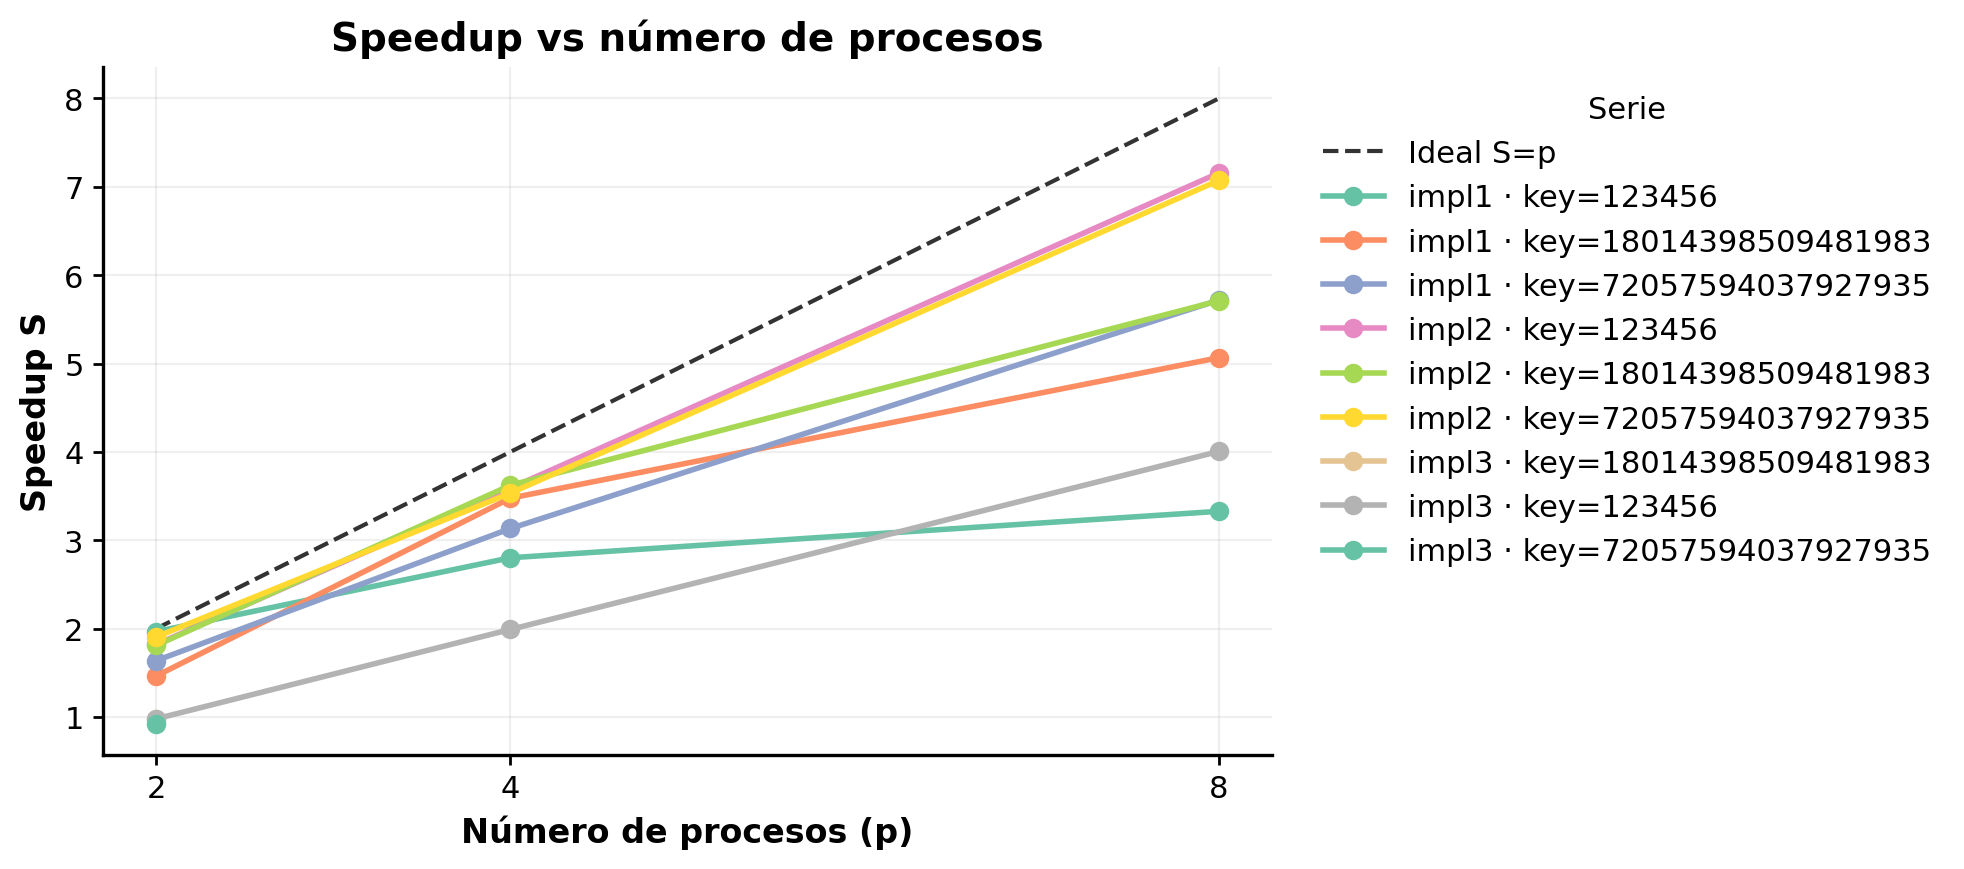 Speedup vs número de procesos
Speedup S
8
7
6
5
4
3
2
1
2 4 8
Número de procesos (p)
Serie
Ideal S=p
impl1 · key=123456
impl1 · key=18014398509481983
impl1 · key=72057594037927935
impl2 · key=123456
impl2 · key=18014398509481983
impl2 · key=72057594037927935
impl3 · key=18014398509481983
impl3 · key=123456
impl3 · key=72057594037927935